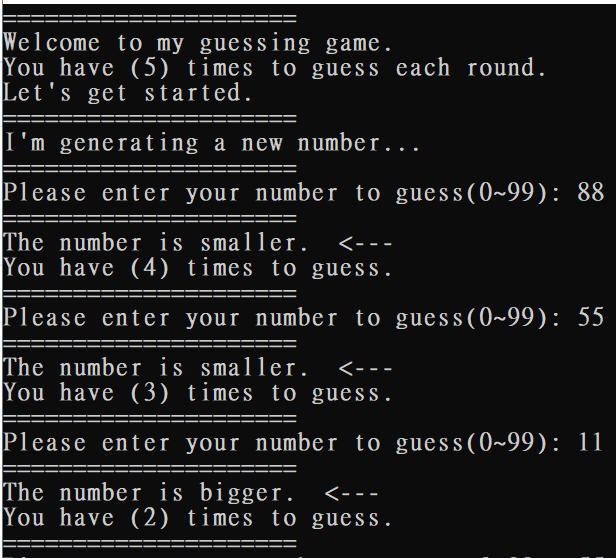 =====================
Welcome to my guessing game.
You have (5) times to guess each round.
Let's get started.
=====================
I'm generating a new number...
=====================
Please enter your number to guess(0~99): 88
=====================
The number is smaller.  <---
You have (4) times to guess.
=====================
Please enter your number to guess(0~99): 55
=====================
The number is smaller.  <---
You have (3) times to guess.
=====================
Please enter your number to guess(0~99): 11
=====================
The number is bigger.  <---
You have (2) times to guess.
=====================